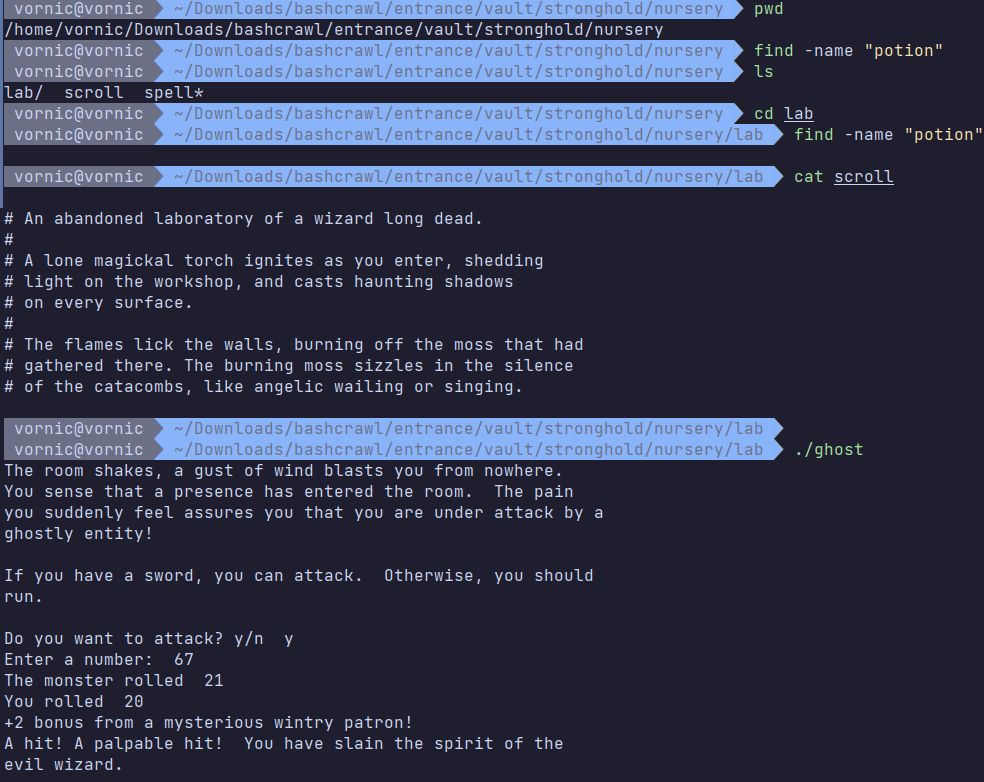 vornic@vornic ~/Downloads/bashcrawl/entrance/vault/stronghold/nursery pwd
/home/vornic/Downloads/bashcrawl/entrance/vault/stronghold/nursery
vornic@vornic ~/Downloads/bashcrawl/entrance/vault/stronghold/nursery find -name "potion"
vornic@vornic ~/Downloads/bashcrawl/entrance/vault/stronghold/nursery ls
lab/  scroll  spell*
vornic@vornic ~/Downloads/bashcrawl/entrance/vault/stronghold/nursery cd lab
vornic@vornic ~/Downloads/bashcrawl/entrance/vault/stronghold/nursery/lab find -name "potion"
vornic@vornic ~/Downloads/bashcrawl/entrance/vault/stronghold/nursery/lab cat scroll
# An abandoned laboratory of a wizard long dead.
#
# A lone magickal torch ignites as you enter, shedding
# light on the workshop, and casts haunting shadows
# on every surface.
#
# The flames lick the walls, burning off the moss that had
# gathered there. The burning moss sizzles in the silence
# of the catacombs, like angelic wailing or singing.
vornic@vornic ~/Downloads/bashcrawl/entrance/vault/stronghold/nursery/lab
vornic@vornic ~/Downloads/bashcrawl/entrance/vault/stronghold/nursery/lab ./ghost
The room shakes, a gust of wind blasts you from nowhere.
You sense that a presence has entered the room.  The pain
you suddenly feel assures you that you are under attack by a
ghostly entity!
If you have a sword, you can attack.  Otherwise, you should
run.
Do you want to attack? y/n  y
Enter a number:  67
The monster rolled  21
You rolled  20
+2 bonus from a mysterious wintry patron!
A hit! A palpable hit!  You have slain the spirit of the
evil wizard.